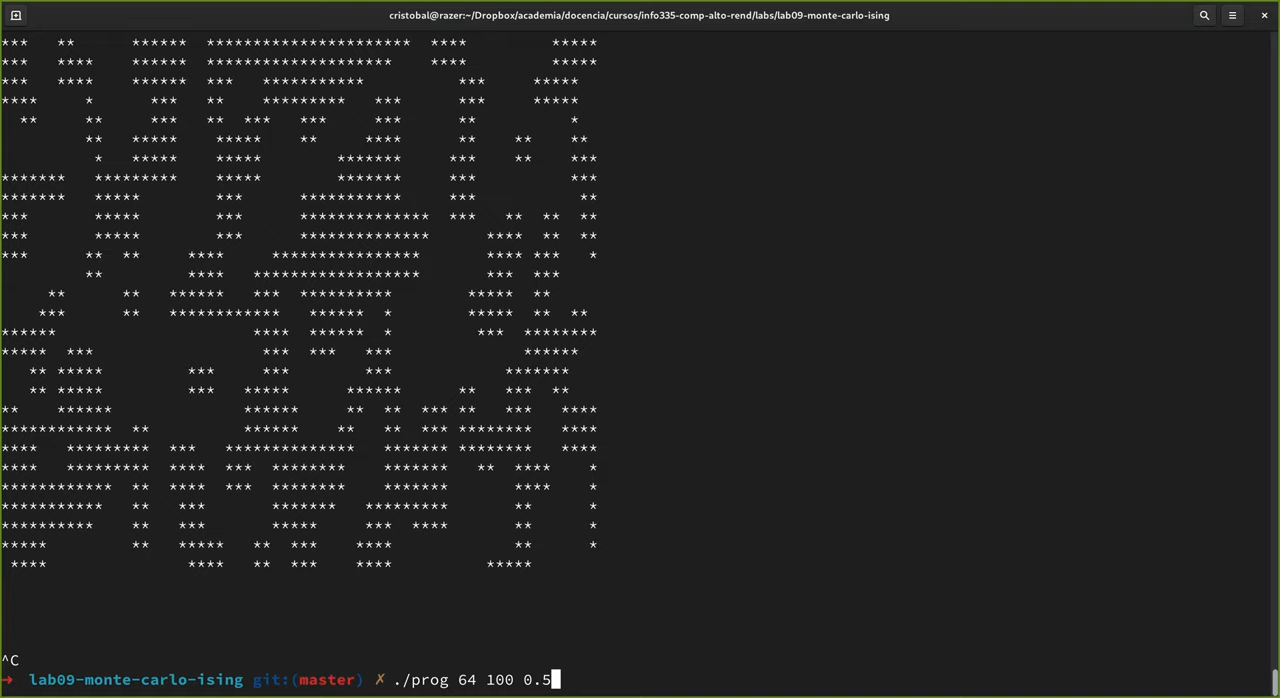 cristobal@razer:~/Dropbox/academia/docencia/cursos/info335-comp-alto-rend/labs/lab09-monte-carlo-ising
^C
→ lab09-monte-carlo-ising git:(master) ✗ ./prog 64 100 0.5